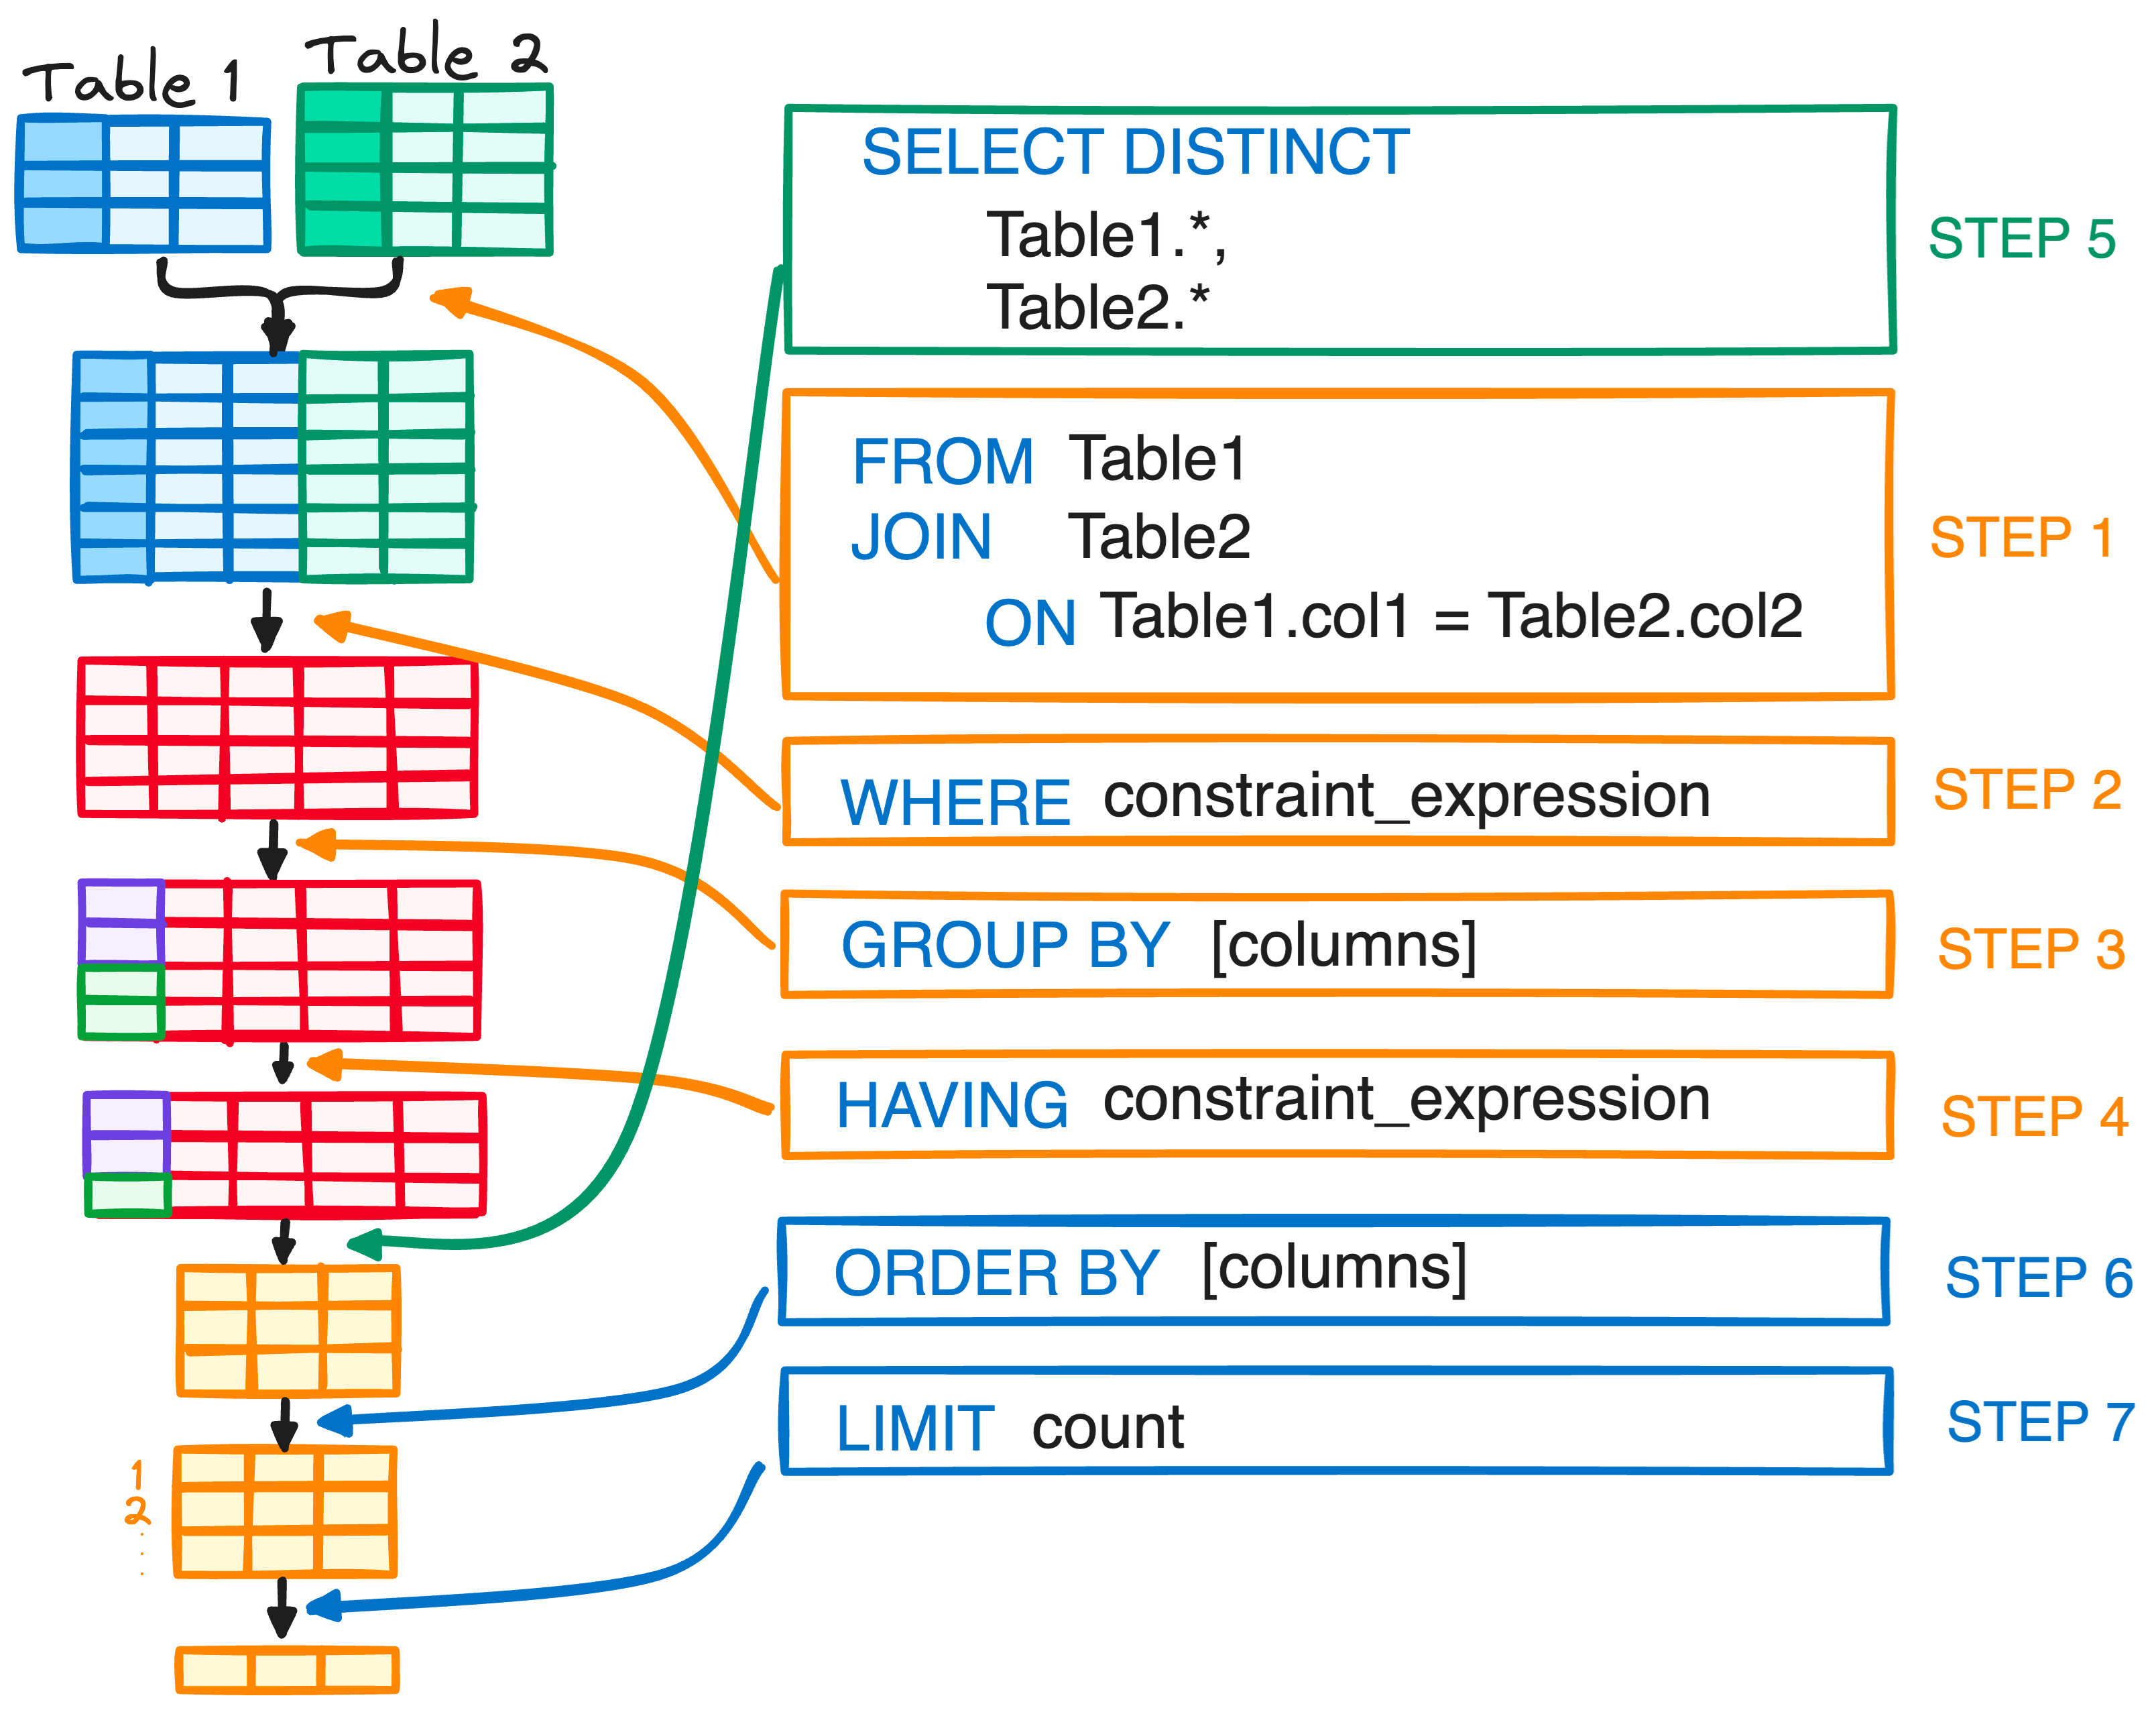 Table 1
Table 2
SELECT DISTINCT
Table1.*,
Table2.*
STEP 5
FROM Table1
JOIN Table2
ON Table1.col1 = Table2.col2
STEP 1
WHERE constraint_expression
STEP 2
GROUP BY [columns]
STEP 3
HAVING constraint_expression
STEP 4
ORDER BY [columns]
STEP 6
LIMIT count
STEP 7
1
2
.
.
.